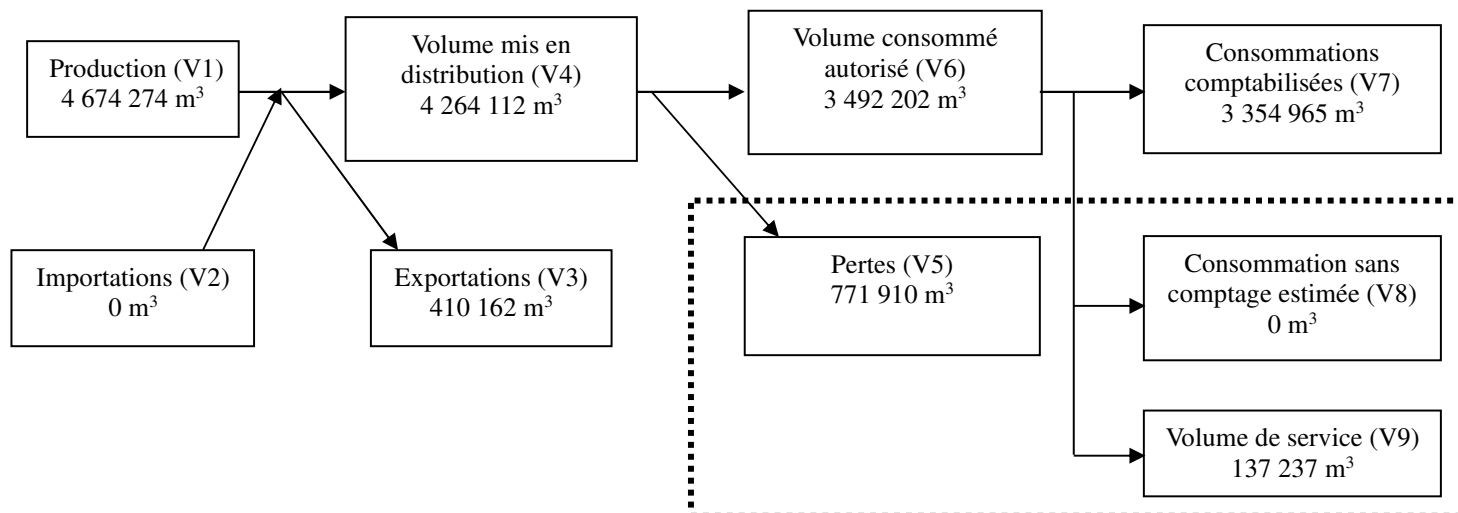 Production (V1)
4 674 274 m³
Volume mis en
distribution (V4)
4 264 112 m³
Volume consommé
autorisé (V6)
3 492 202 m³
Consommations
comptabilisées (V7)
3 354 965 m³
Importations (V2)
0 m³
Exportations (V3)
410 162 m³
Pertes (V5)
771 910 m³
Consommation sans
comptage estimée (V8)
0 m³
Volume de service (V9)
137 237 m³